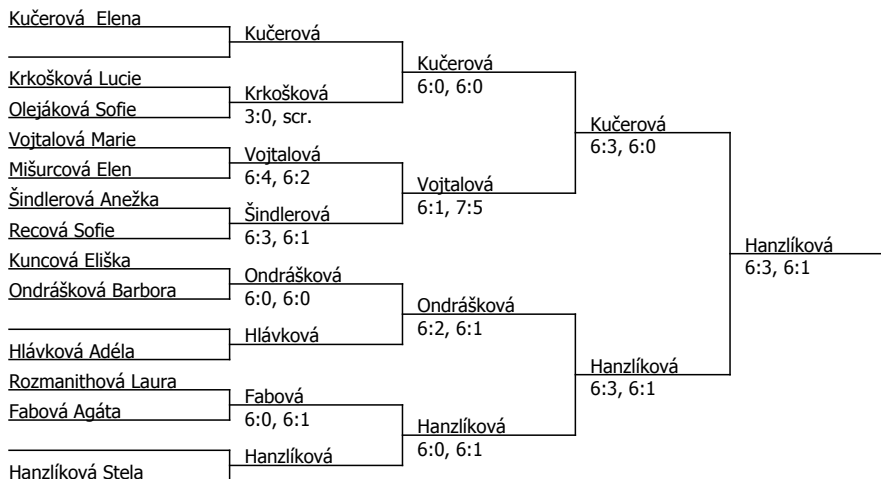 Kučerová  Elena
Krkošková Lucie
Olejáková Sofie
Vojtalová Marie
Mišurcová Elen
Šindlerová Anežka
Recová Sofie
Kuncová Eliška
Ondrášková Barbora
Hlávková Adéla
Rozmanithová Laura
Fabová Agáta
Hanzlíková Stela
Kučerová
Krkošková
3:0, scr.
Vojtalová
6:4, 6:2
Šindlerová
6:3, 6:1
Ondrášková
6:0, 6:0
Hlávková
Fabová
6:0, 6:1
Hanzlíková
Kučerová
6:0, 6:0
Vojtalová
6:1, 7:5
Ondrášková
6:2, 6:1
Hanzlíková
6:0, 6:1
Kučerová
6:3, 6:0
Hanzlíková
6:3, 6:1
Hanzlíková
6:3, 6:1